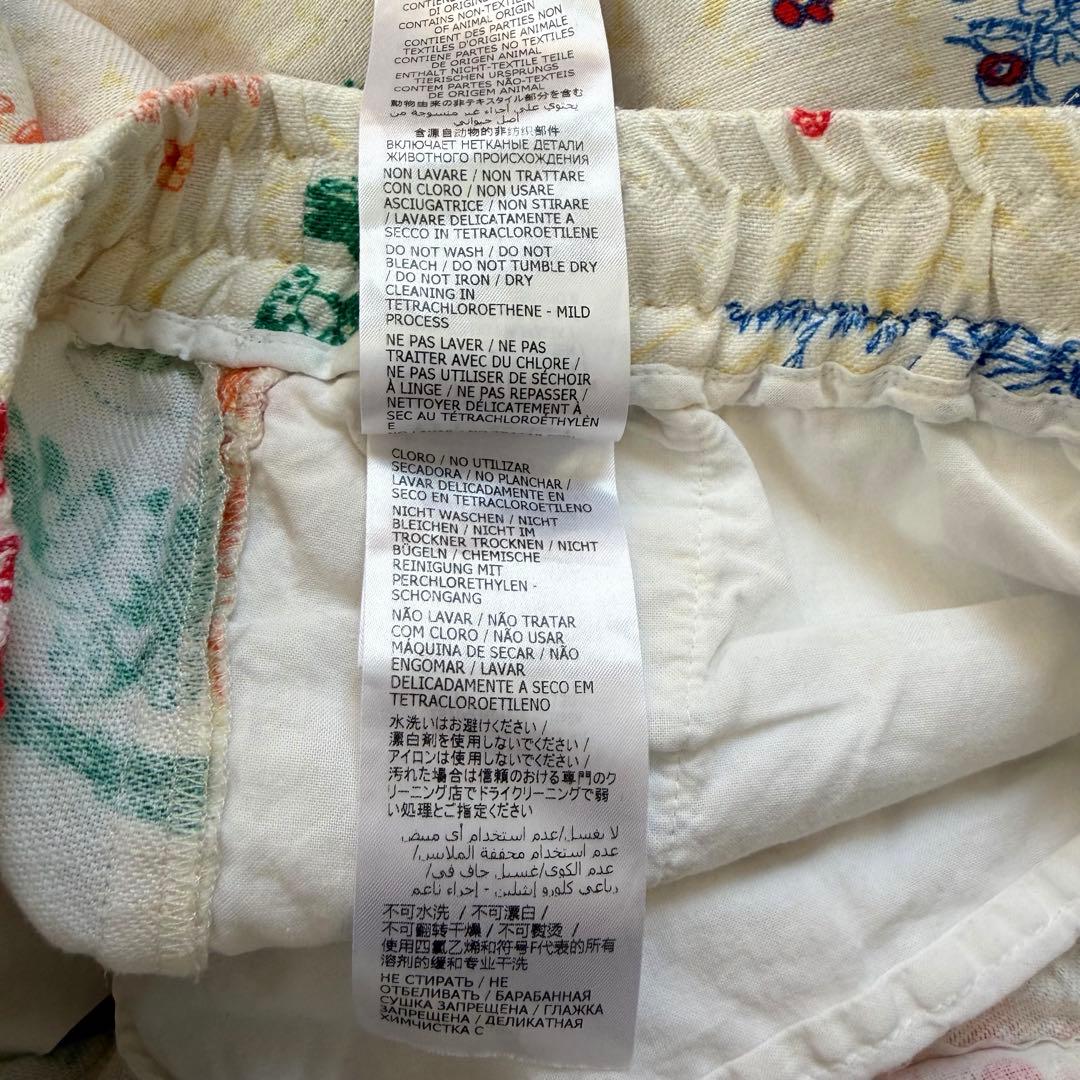 DI ORIGINE
CONTAINS NON-TEXTILE
OF ANIMAL ORIGIN
CONTIENT DES PARTIES NON
TEXTILES D'ORIGINE ANIMALE
CONTIENE PARTES NO TEXTILES
DE ORIGEN ANIMAL
ENTHÄLT NICHT-TEXTILE TEILE
TIERISCHEN URSPRUNGS
CONTÉM PARTES NÃO-TÊXTEIS
DE ORIGEM ANIMAL
動物由来の非テキスタイル部分を含む
يحتوي على أجزاء غير منسوجة من
أصل حيواني
含源自动物的非纺织部件
ВКЛЮЧАЕТ НЕТКАНЫЕ ДЕТАЛИ
ЖИВОТНОГО ПРОИСХОЖДЕНИЯ
NON LAVARE / NON TRATTARE
CON CLORO / NON USARE
ASCIUGATRICE / NON STIRARE
/ LAVARE DELICATAMENTE A
SECCO IN TETRACLOROETILENE
DO NOT WASH / DO NOT
BLEACH / DO NOT TUMBLE DRY
/ DO NOT IRON / DRY
CLEANING IN
TETRACHLOROETHENE - MILD
PROCESS
NE PAS LAVER / NE PAS
TRAITER AVEC DU CHLORE /
NE PAS UTILISER DE SÉCHOIR
À LINGE / NE PAS REPASSER /
NETTOYER DÉLICATEMENT À
SEC AU TÉTRACHLOROÉTHYLÈN
E
CLORO / NO UTILIZAR
SECADORA / NO PLANCHAR /
LAVAR DELICADAMENTE EN
SECO EN TETRACLOROETILENO
NICHT WASCHEN / NICHT
BLEICHEN / NICHT IM
TROCKNER TROCKNEN / NICHT
BÜGELN / CHEMISCHE
REINIGUNG MIT
PERCHLORETHYLEN -
SCHONGANG
NÃO LAVAR / NÃO TRATAR
COM CLORO / NÃO USAR
MÁQUINA DE SECAR / NÃO
ENGOMAR / LAVAR
DELICADAMENTE A SECO EM
TETRACLOROETILENO
水洗いはお避けください /
漂白剤を使用しないでください /
アイロンは使用しないでください /
汚れた場合は信頼のおける専門のク
リーニング店でドライクリーニングで弱
い処理とご指定ください
لا يغسل/عدم استخدام أي مبيض
عدم استخدام مجففة الملابس/
عدم الكوي/غسيل جاف في/
رباعي كلورو إيثيلين - إجراء ناعم
不可水洗 / 不可漂白 /
不可翻转干燥 / 不可熨烫 /
使用四氯乙烯和符号F代表的所有
溶剂的缓和专业干洗
НЕ СТИРАТЬ / НЕ
ОТБЕЛИВАТЬ / БАРАБАННАЯ
СУШКА ЗАПРЕЩЕНА / ГЛАЖКА
ЗАПРЕЩЕНА / ДЕЛИКАТНАЯ
ХИМЧИСТКА С